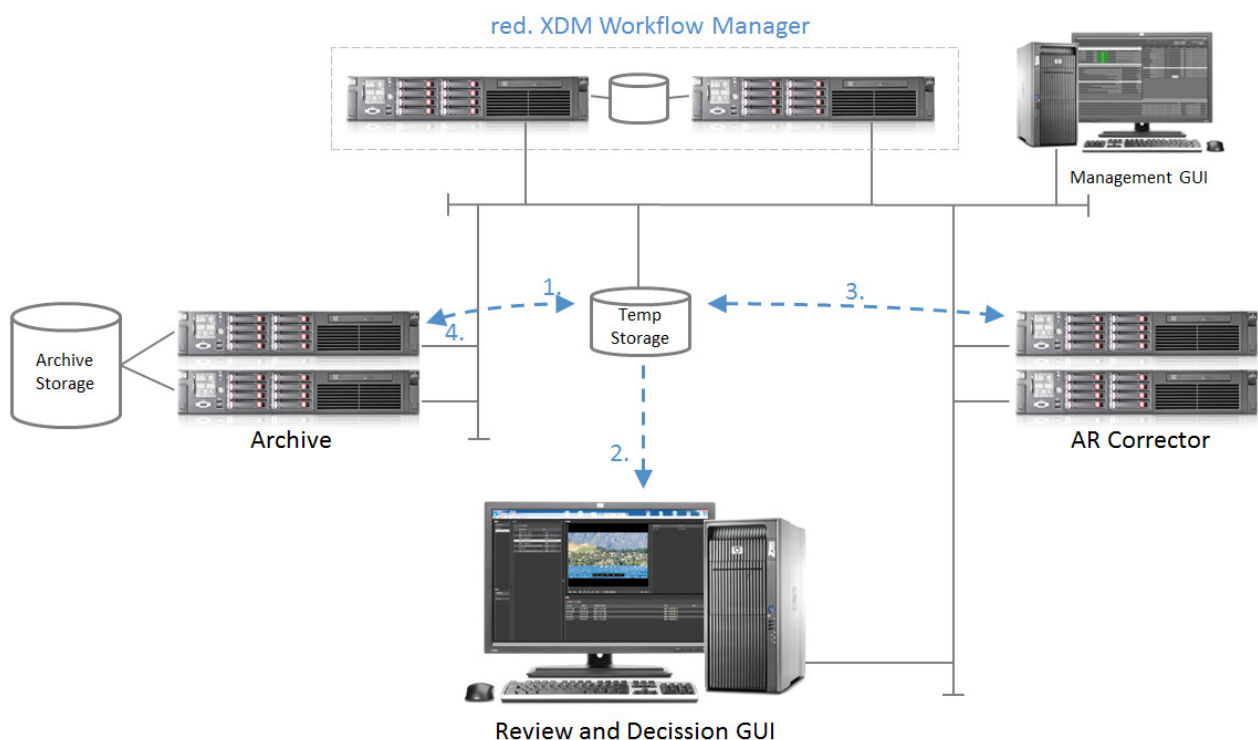 red. XDM Workflow Manager
Management GUI
1.
3.
Temp
Storage
4.
Archive
Storage
Archive
AR Corrector
2.
Review and Decission GUI